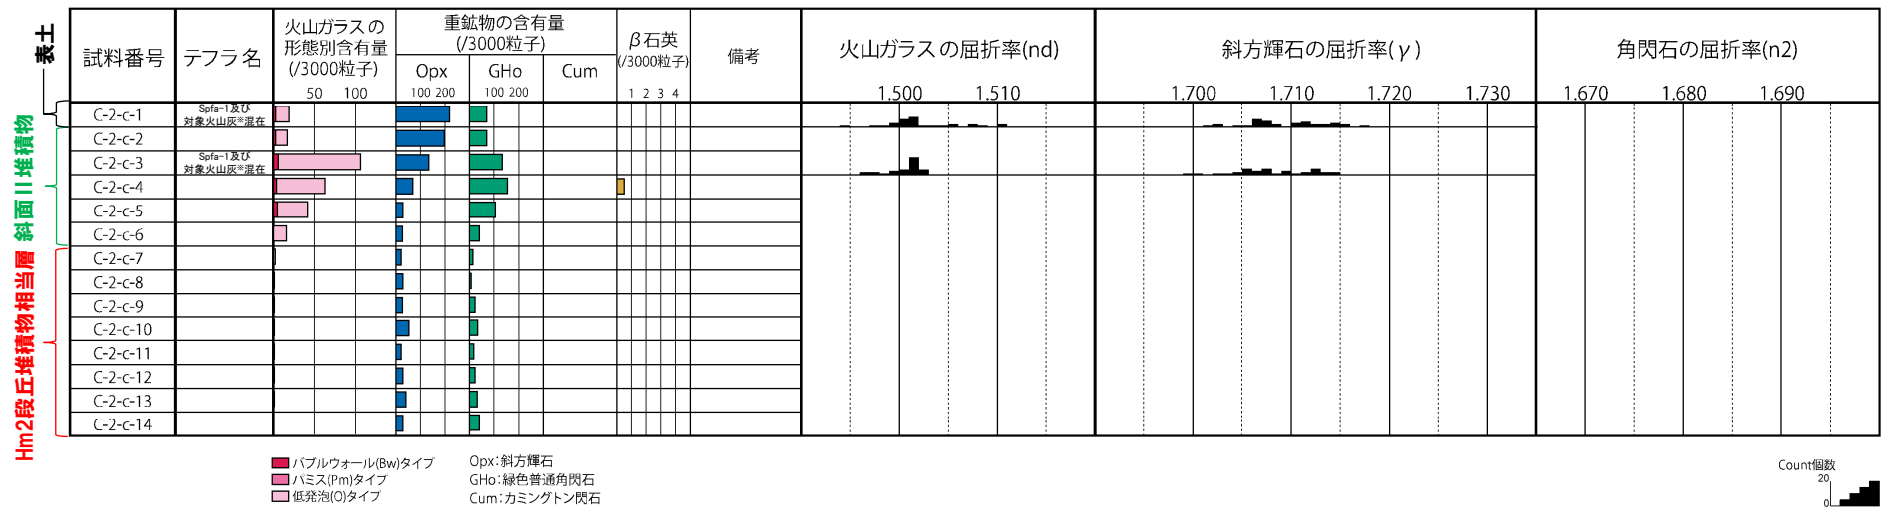 表土
斜面II堆積物
Hm2段丘堆積物相当層
試料番号
テフラ名
火山ガラスの
形態別含有量
(/3000粒子)
50 100
重鉱物の含有量
(/3000粒子)
Opx GHo Cum
100 200 100 200
β石英
(/3000粒子)
1 2 3 4
備考
火山ガラスの屈折率(nd)
1,500 1,510
斜方輝石の屈折率(γ)
1,700 1,710 1,720 1,730
角閃石の屈折率(n2)
1,670 1,680 1,690
C-2-c-1
Spfa-1及び
対象火山灰※混在
C-2-c-2
C-2-c-3
Spfa-1及び
対象火山灰※混在
C-2-c-4
C-2-c-5
C-2-c-6
C-2-c-7
C-2-c-8
C-2-c-9
C-2-c-10
C-2-c-11
C-2-c-12
C-2-c-13
C-2-c-14
バブルウォール(Bw)タイプ
パミス(Pm)タイプ
低発泡(O)タイプ
Opx：斜方輝石
GHo：緑色普通角閃石
Cum：カミングトン閃石
Count個数
20
0